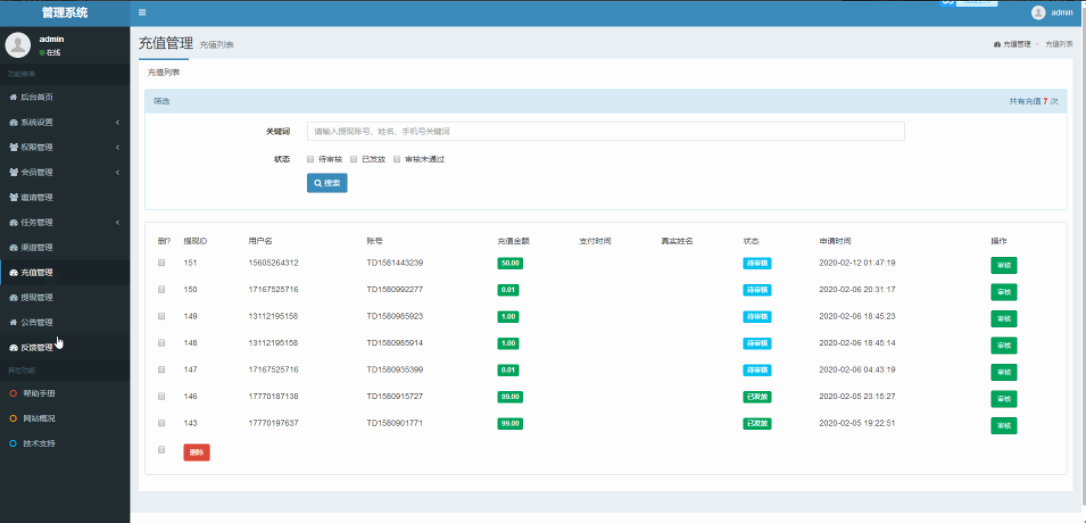 管理系统
admin
admin
在线
功能菜单
后台首页
系统设置
权限管理
会员管理
邀请管理
任务管理
渠道管理
充值管理
提现管理
公告管理
反馈管理
其他功能
帮助手册
网站概况
技术支持
充值管理 充值列表
充值管理 充值列表
充值列表
筛选 共有充值 7 次
关键词 请输入提现账号、姓名、手机号关键词
状态 待审核 已发放 审核未通过
搜索
删? 提现ID 用户名 账号 充值金额 支付时间 真实姓名 状态 申请时间 操作
151 15605264312 TD1581443239 50.00 待审核 2020-02-12 01:47:19 审核
150 17167525716 TD1580992277 0.01 待审核 2020-02-06 20:31:17 审核
149 13112195158 TD1580985923 1.00 待审核 2020-02-06 18:45:23 审核
148 13112195158 TD1580985914 1.00 待审核 2020-02-06 18:45:14 审核
147 17167525716 TD1580935399 0.01 待审核 2020-02-06 04:43:19 审核
146 17770187138 TD1580915727 99.00 已发放 2020-02-05 23:15:27 审核
143 17770197637 TD1580901771 99.00 已发放 2020-02-05 19:22:51 审核
删除